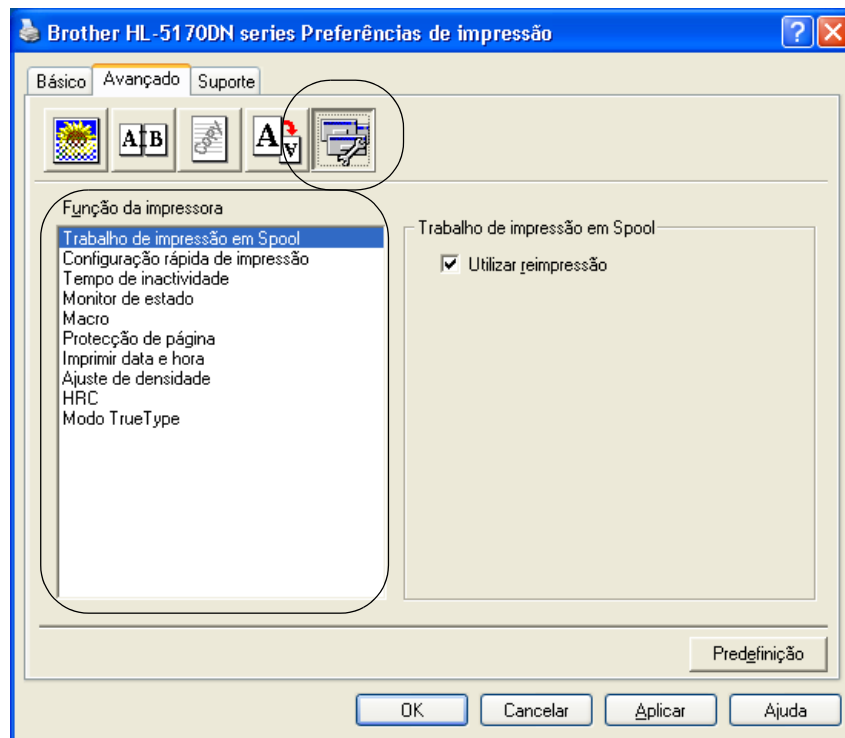 Brother HL-5170DN series Preferências de impressão
Básico Avançado Suporte
A B copy A A
Função da impressora
Trabalho de impressão em Spool
Configuração rápida de impressão
Tempo de inactividade
Monitor de estado
Macro
Protecção de página
Imprimir data e hora
Ajuste de densidade
HRC
Modo TrueType
Trabalho de impressão em Spool
Utilizar reimpressão
Predefinição
OK Cancelar Aplicar Ajuda